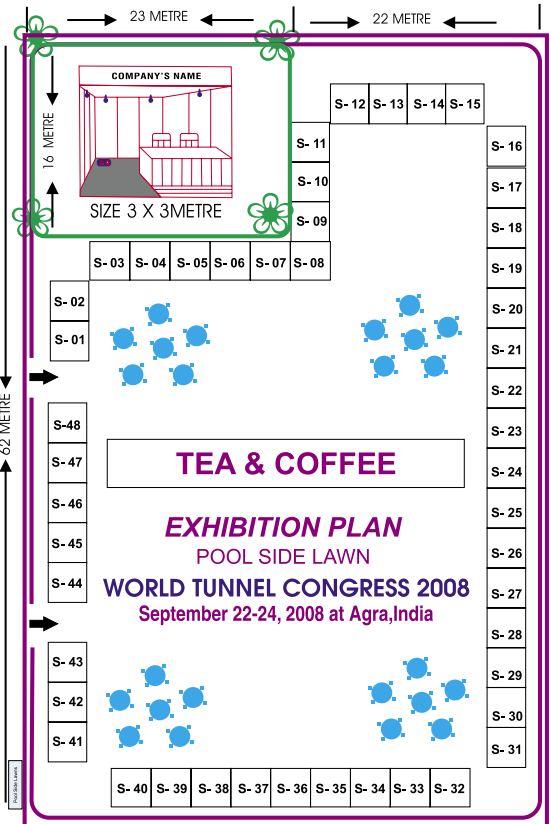 23 METRE
22 METRE
COMPANY'S NAME
16 METRE
SIZE 3 X 3METRE
S- 12 S- 13 S- 14 S- 15
S- 11
S- 10
S- 09
S- 03 S- 04 S- 05 S- 06 S- 07 S- 08
S- 02
S- 01
S- 16
S- 17
S- 18
S- 19
S- 20
S- 21
S- 22
S- 23
S- 24
S- 25
S- 26
S- 27
S- 28
S- 29
S- 30
S- 31
62 METRE
S-48
S- 47
S- 46
S- 45
S- 44
TEA & COFFEE
EXHIBITION PLAN
POOL SIDE LAWN
WORLD TUNNEL CONGRESS 2008
September 22-24, 2008 at Agra,India
S- 43
S- 42
S- 41
Pool Side Lawns
S- 40 S- 39 S- 38 S- 37 S- 36 S- 35 S- 34 S- 33 S- 32